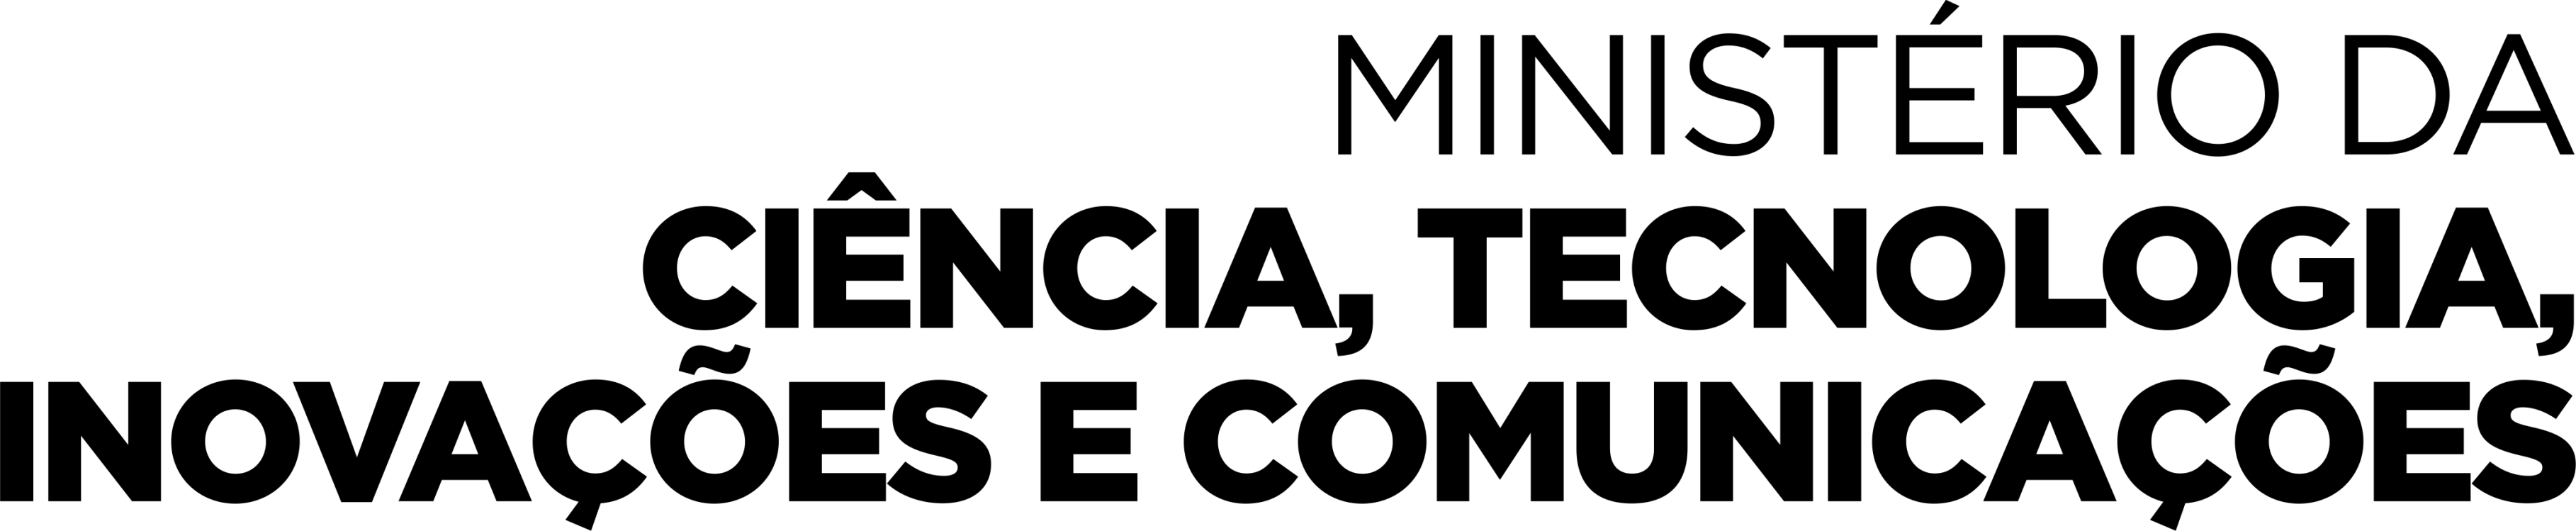 MINISTÉRIO DA
CIÊNCIA, TECNOLOGIA,
INOVAÇÕES E COMUNICAÇÕES